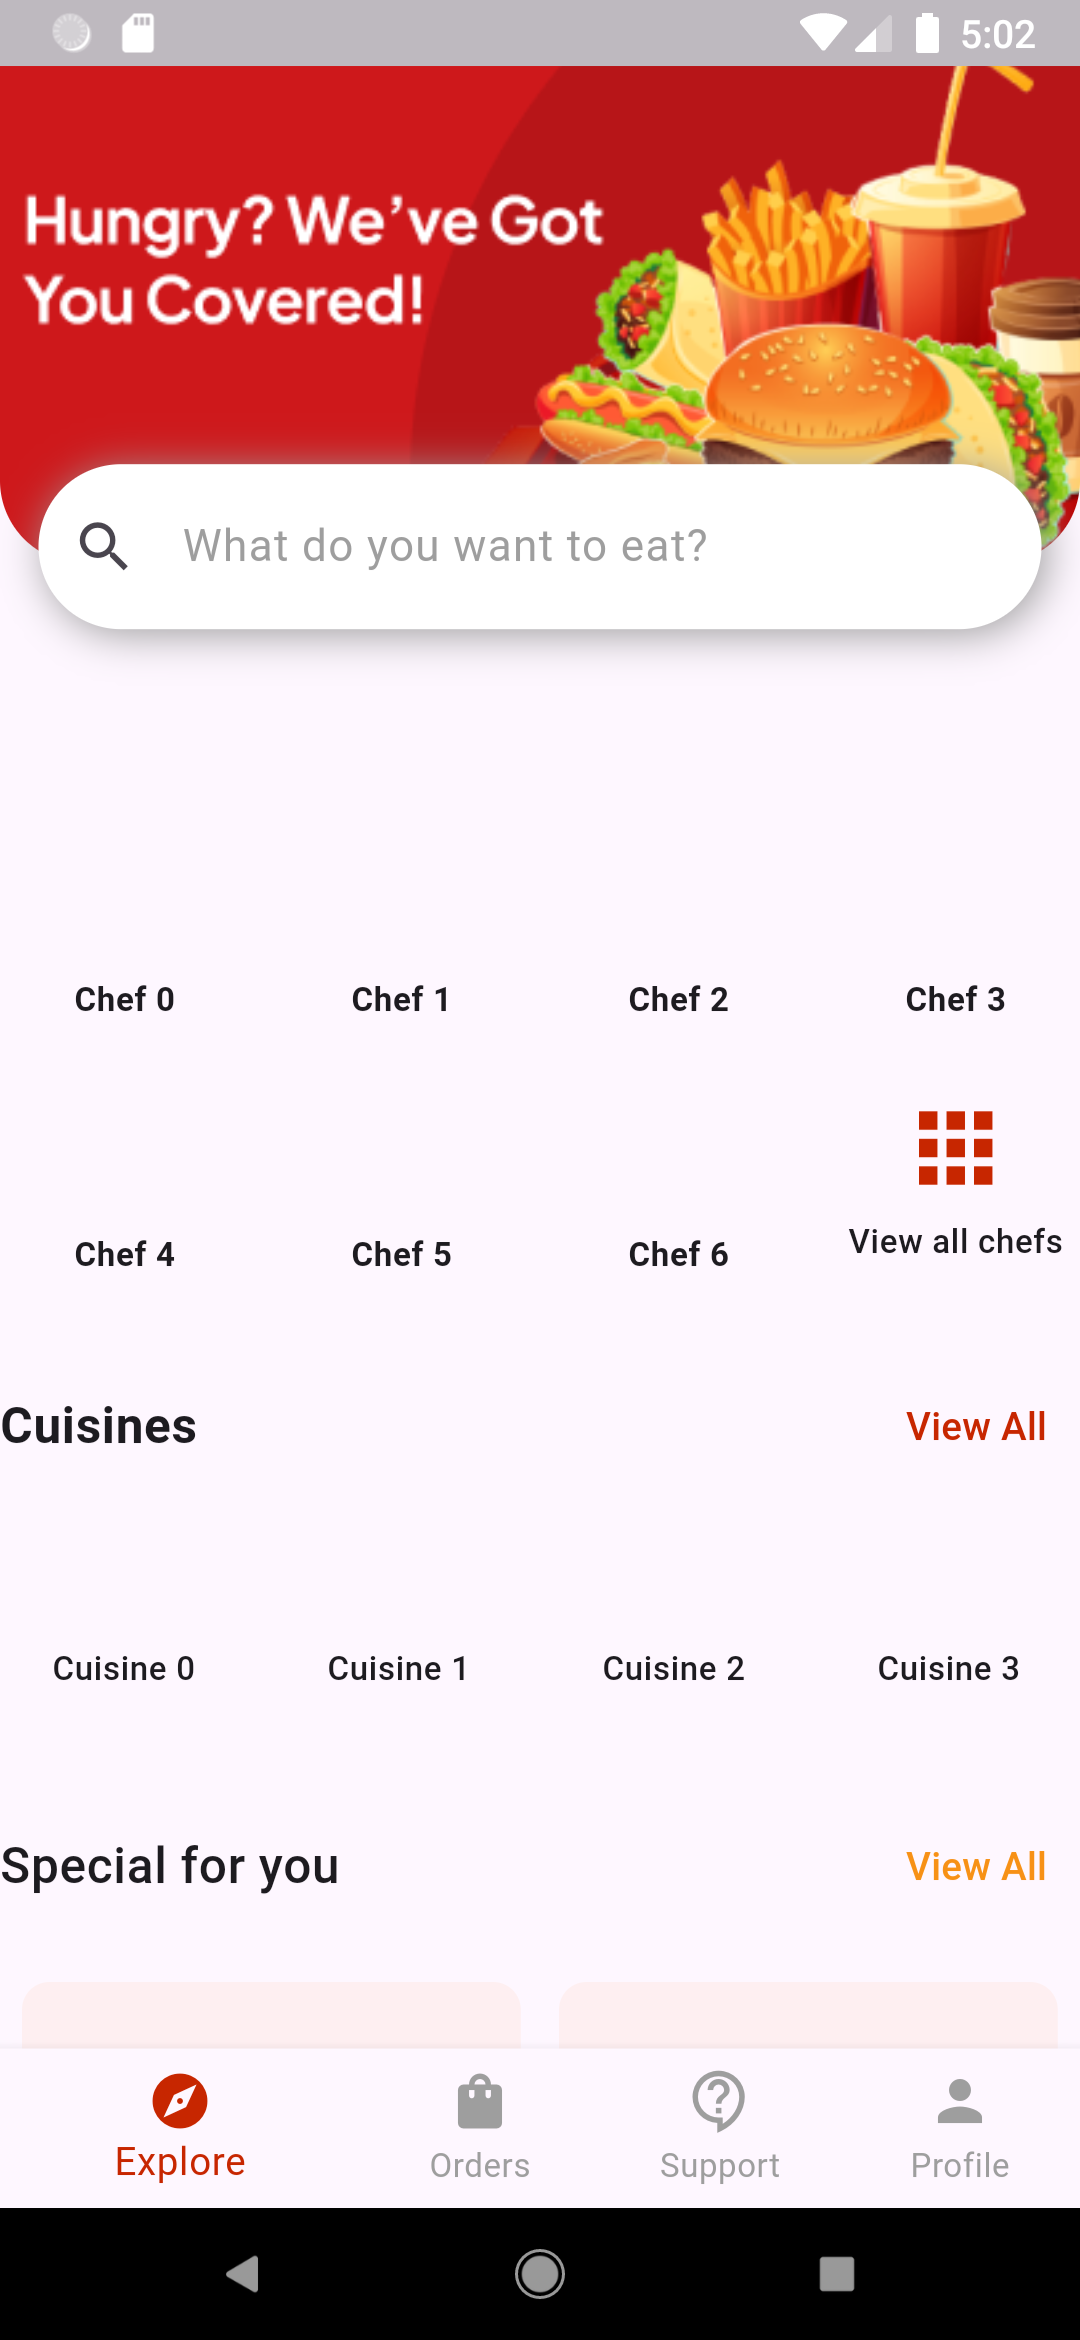 5:02
Hungry? We've Got
You Covered!
What do you want to eat?
Chef 0 Chef 1 Chef 2 Chef 3
View all chefs
Chef 4 Chef 5 Chef 6
Cuisines View All
Cuisine 0 Cuisine 1 Cuisine 2 Cuisine 3
Special for you View All
Explore Orders Support Profile